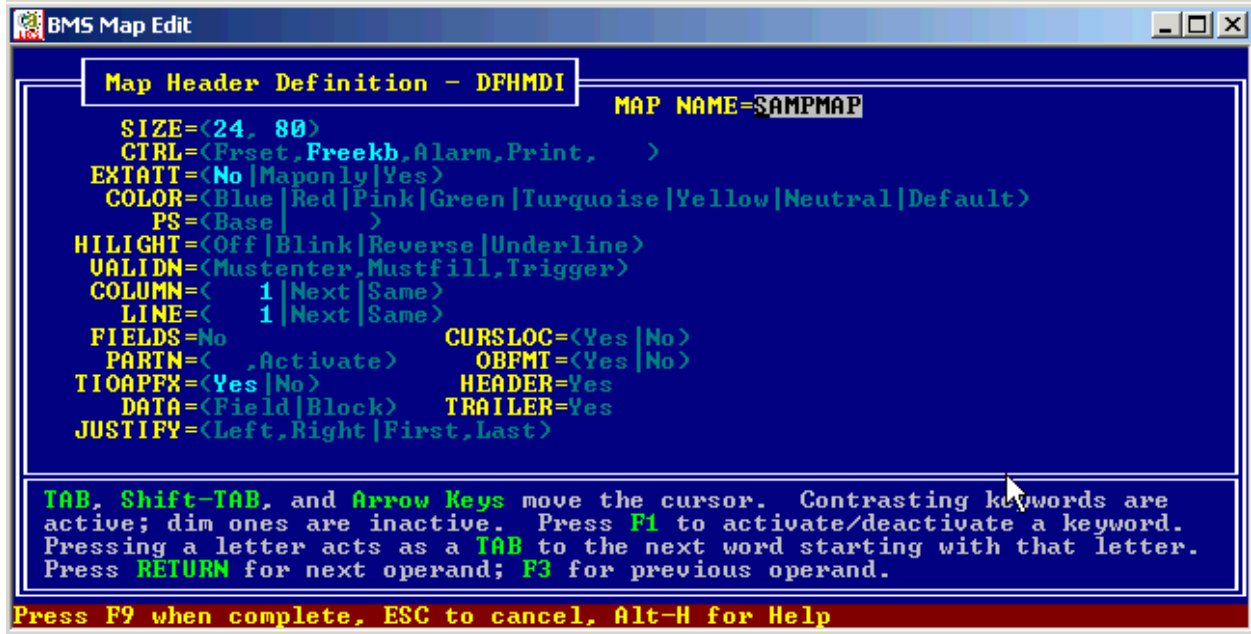 BMS Map Edit
Map Header Definition - DFHMDI
MAP NAME=SAMPMAP
SIZE=(24, 80)
CTRL=(Frset,Freekb,Alarm,Print, )
EXTATT=(No|Maponly|Yes)
COLOR=(Blue|Red|Pink|Green|Turquoise|Yellow|Neutral|Default)
PS=(Base| )
HILIGHT=(Off|Blink|Reverse|Underline)
VALIDN=(Mustenter,Mustfill,Trigger)
COLUMN=( 1|Next|Same)
LINE=( 1|Next|Same)
FIELDS=No CURSLOC=(Yes|No)
PARTN=( ,Activate) OBFMT=(Yes|No)
TIOAPFX=(Yes|No) HEADER=Yes
DATA=(Field|Block) TRAILER=Yes
JUSTIFY=(Left,Right|First,Last)
TAB, Shift-TAB, and Arrow Keys move the cursor. Contrasting keywords are
active; dim ones are inactive. Press F1 to activate/deactivate a keyword.
Pressing a letter acts as a TAB to the next word starting with that letter.
Press RETURN for next operand; F3 for previous operand.
Press F9 when complete, ESC to cancel, Alt-H for Help